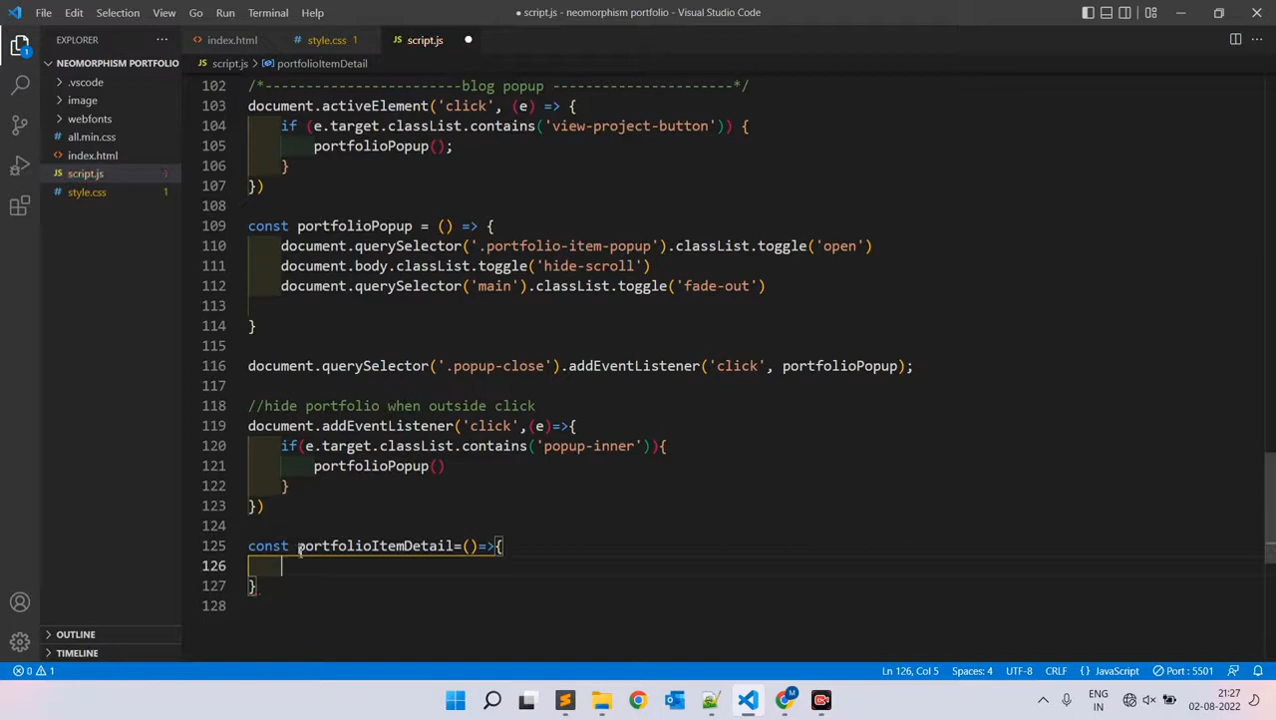 File Edit Selection View Go Run Terminal Help
● script.js - neomorphism portfolio - Visual Studio Code
EXPLORER ···
index.html
style.css 1
script.js ●
script.js > portfolioItemDetail
NEOMORPHISM PORTFOLIO
> .vscode
> image
> webfonts
all.min.css
index.html
script.js
style.css 1
OUTLINE
TIMELINE
102 /*------------------------blog popup ----------------------*/
103 document.activeElement('click', (e) => {
104     if (e.target.classList.contains('view-project-button')) {
105         portfolioPopup();
106     }
107 })
108
109 const portfolioPopup = () => {
110     document.querySelector('.portfolio-item-popup').classList.toggle('open')
111     document.body.classList.toggle('hide-scroll')
112     document.querySelector('main').classList.toggle('fade-out')
113
114 }
115
116 document.querySelector('.popup-close').addEventListener('click', portfolioPopup);
117
118 //hide portfolio when outside click
119 document.addEventListener('click',(e)=>{
120     if(e.target.classList.contains('popup-inner')){
121         portfolioPopup()
122     }
123 })
124
125 const portfolioItemDetail=()=>{
126
127 }
128
0 1
Ln 126, Col 5 Spaces: 4 UTF-8 CRLF {} JavaScript Port : 5501
ENG
IN
21:27
02-08-2022